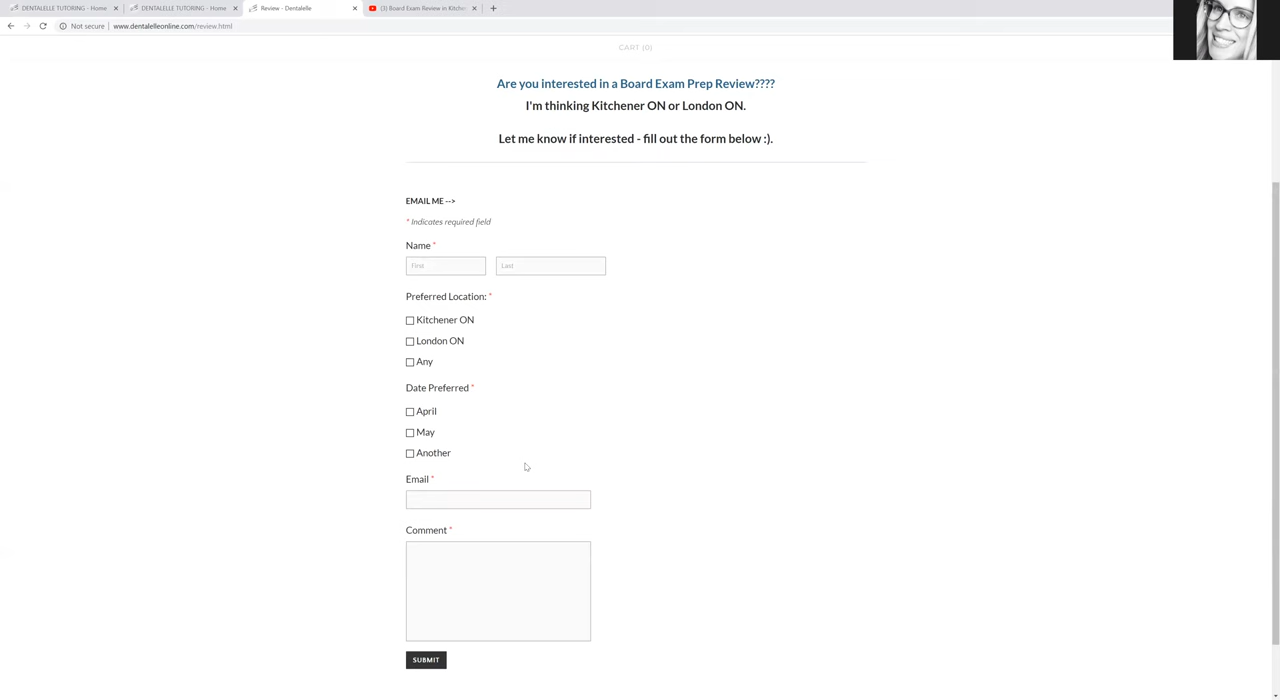 DENTALELLE TUTORING - Home
DENTALELLE TUTORING - Home
Review - Dentalelle
(3) Board Exam Review in Kitche
Not secure | www.dentalelleonline.com/review.html
CART (0)
Are you interested in a Board Exam Prep Review????
I'm thinking Kitchener ON or London ON.
Let me know if interested - fill out the form below :).
EMAIL ME -->
* Indicates required field
Name *
First
Last
Preferred Location: *
Kitchener ON
London ON
Any
Date Preferred *
April
May
Another
Email *
Comment *
SUBMIT